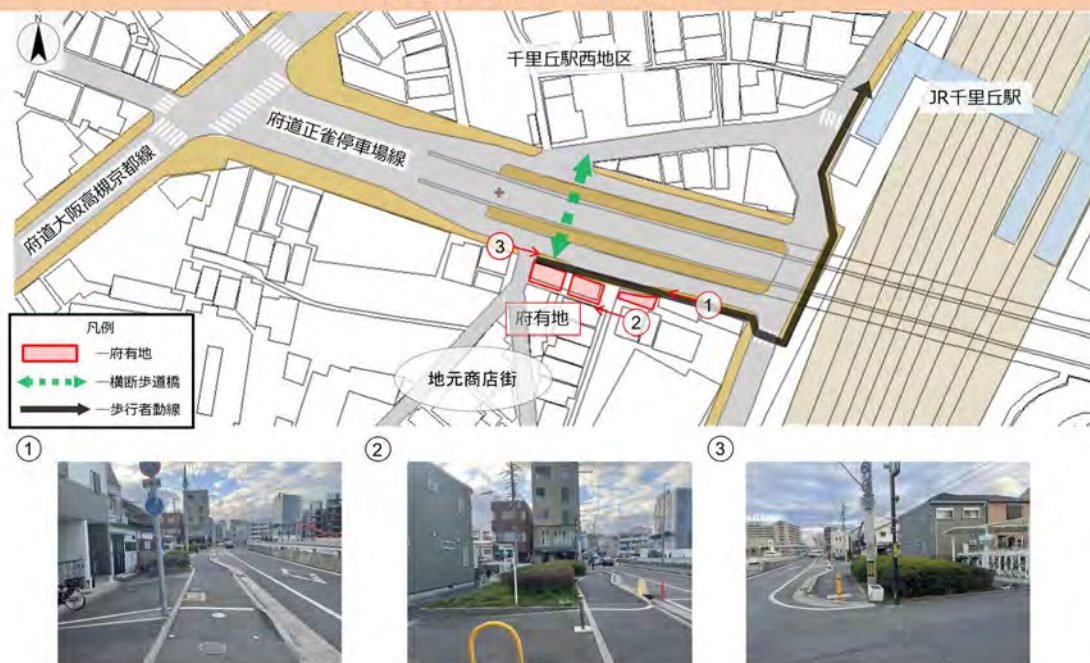 N
千里丘駅西地区
JR千里丘駅
府道正雀停車場線
府道大阪高槻京都線
③
①
②
府有地
地元商店街
凡例
―府有地
―横断歩道橋
―歩行者動線
①
②
③